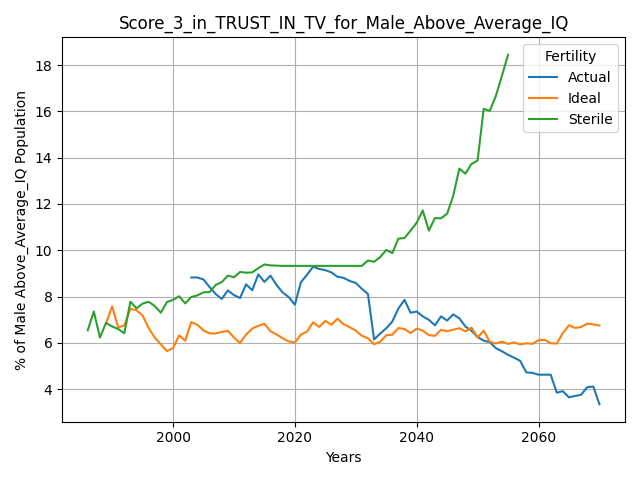 Score_3_in_TRUST_IN_TV_for_Male_Above_Average_IQ
% of Male Above_Average_IQ Population
18
16
14
12
10
8
6
4
Fertility
Actual
Ideal
Sterile
2000
2020
2040
2060
Years